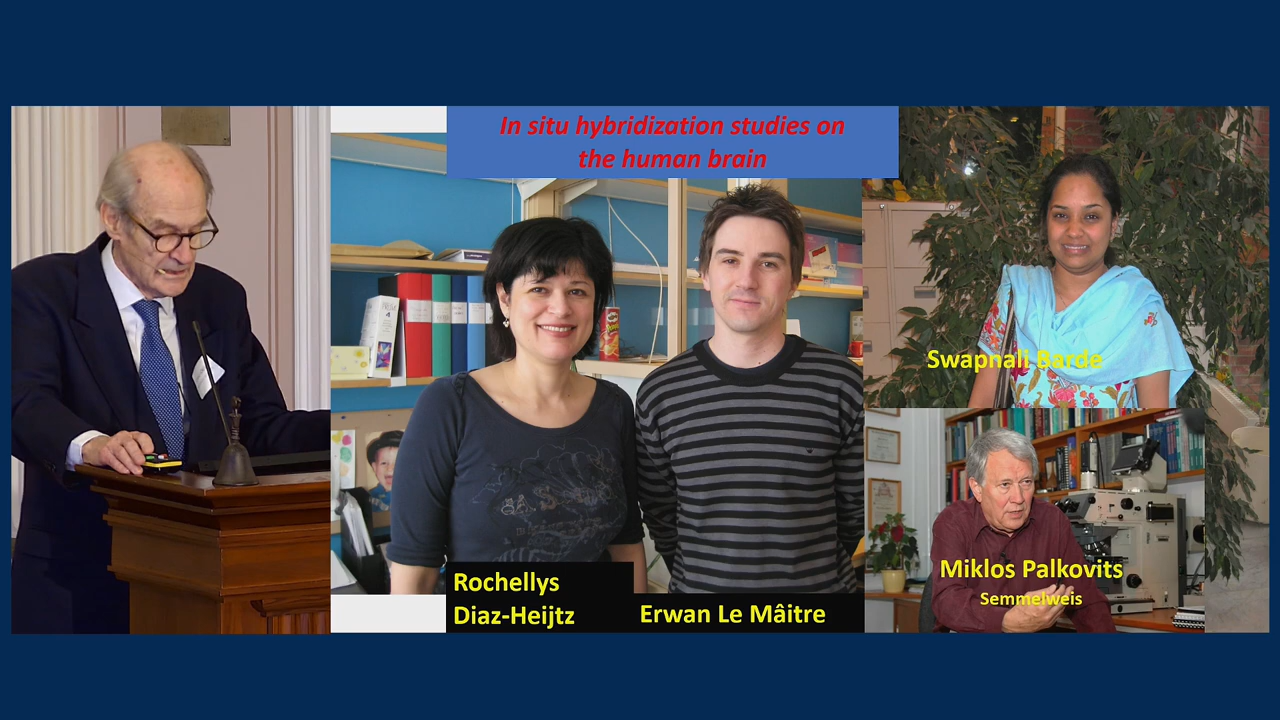 In situ hybridization studies on
the human brain
Swapnali Barde
Rochellys
Diaz-Heijtz
Erwan Le Mâitre
Miklos Palkovits
Semmelweis